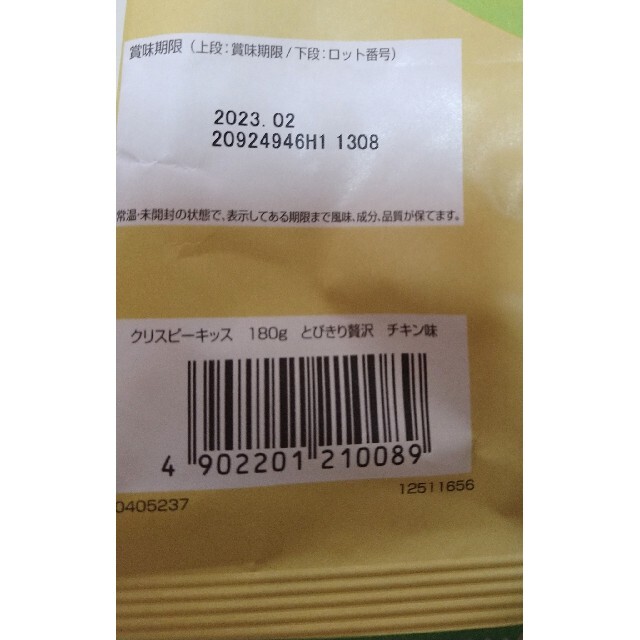 賞味期限（上段：賞味期限/下段：ロット番号）
2023.02
20924946H1 1308
常温・未開封の状態で、表示してある期限まで風味、成分、品質が保てます。
クリスピーキッス 180g とびきり贅沢 チキン味
4 902201 210089
0405237
12511656